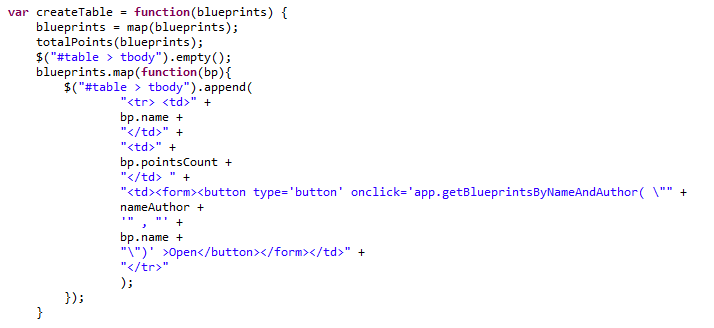 var createTable = function(blueprints) {
    blueprints = map(blueprints);
    totalPoints(blueprints);
    $("#table > tbody").empty();
    blueprints.map(function(bp){
        $("#table > tbody").append(
                "<tr> <td>" +
                bp.name +
                "</td>" +
                "<td>" +
                bp.pointsCount +
                "</td> " +
                "<td><form><button type='button' onclick='app.getBlueprintsByNameAndAuthor( \"" +
                nameAuthor +
                '" , "' +
                bp.name +
                "\")' >Open</button></form></td>" +
                "</tr>"
                );
        });
    }